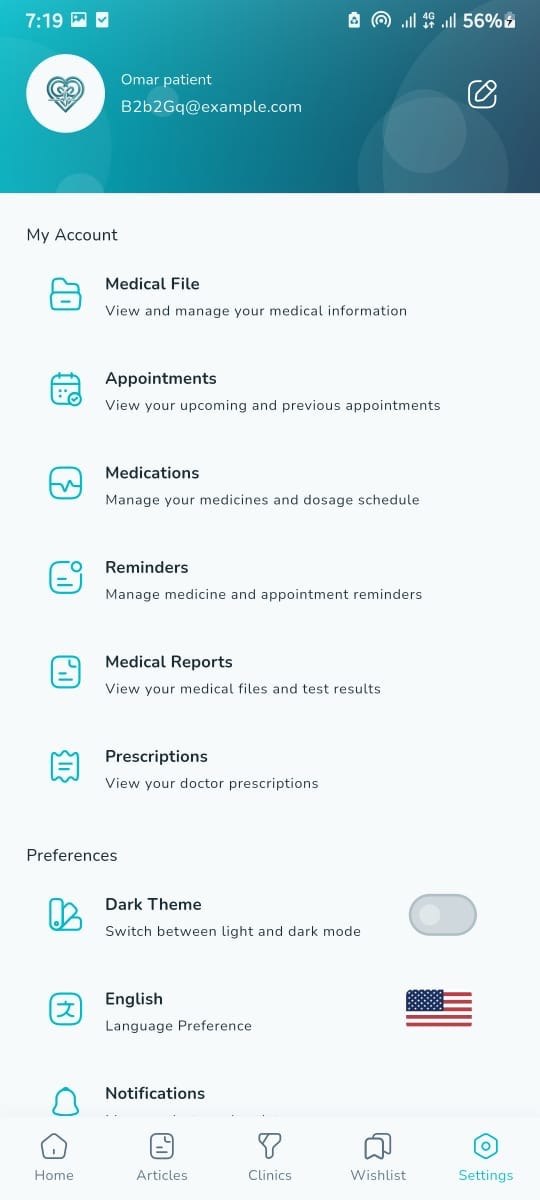 7:19
4G
56%
Omar patient
B2b2Gq@example.com
My Account
Medical File
View and manage your medical information
Appointments
View your upcoming and previous appointments
Medications
Manage your medicines and dosage schedule
Reminders
Manage medicine and appointment reminders
Medical Reports
View your medical files and test results
Prescriptions
View your doctor prescriptions
Preferences
Dark Theme
Switch between light and dark mode
文
English
Language Preference
Notifications
Home
Articles
Clinics
Wishlist
Settings